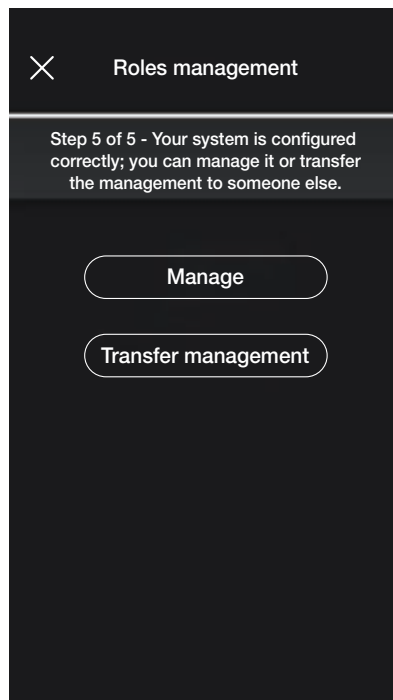 Roles management
Step 5 of 5 - Your system is configured
correctly; you can manage it or transfer
the management to someone else.
Manage
Transfer management